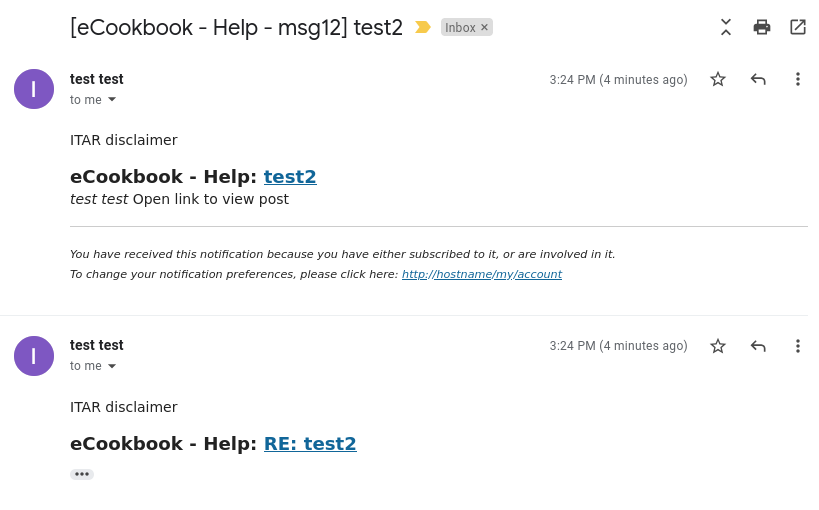 [eCookbook - Help - msg12] test2 Inbox ×
I
test test 3:24 PM (4 minutes ago)
to me
ITAR disclaimer
eCookbook - Help: test2
test test Open link to view post
You have received this notification because you have either subscribed to it, or are involved in it.
To change your notification preferences, please click here: http://hostname/my/account
I
test test 3:24 PM (4 minutes ago)
to me
ITAR disclaimer
eCookbook - Help: RE: test2
•••